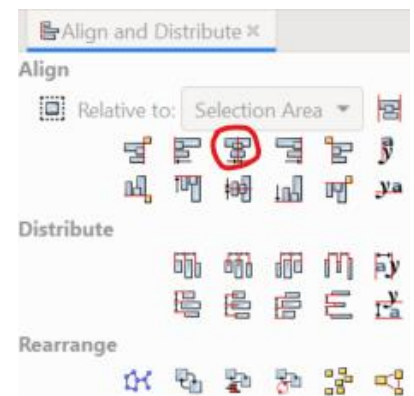 Align and Distribute
Align
Relative to: Selection Area
Distribute
Rearrange